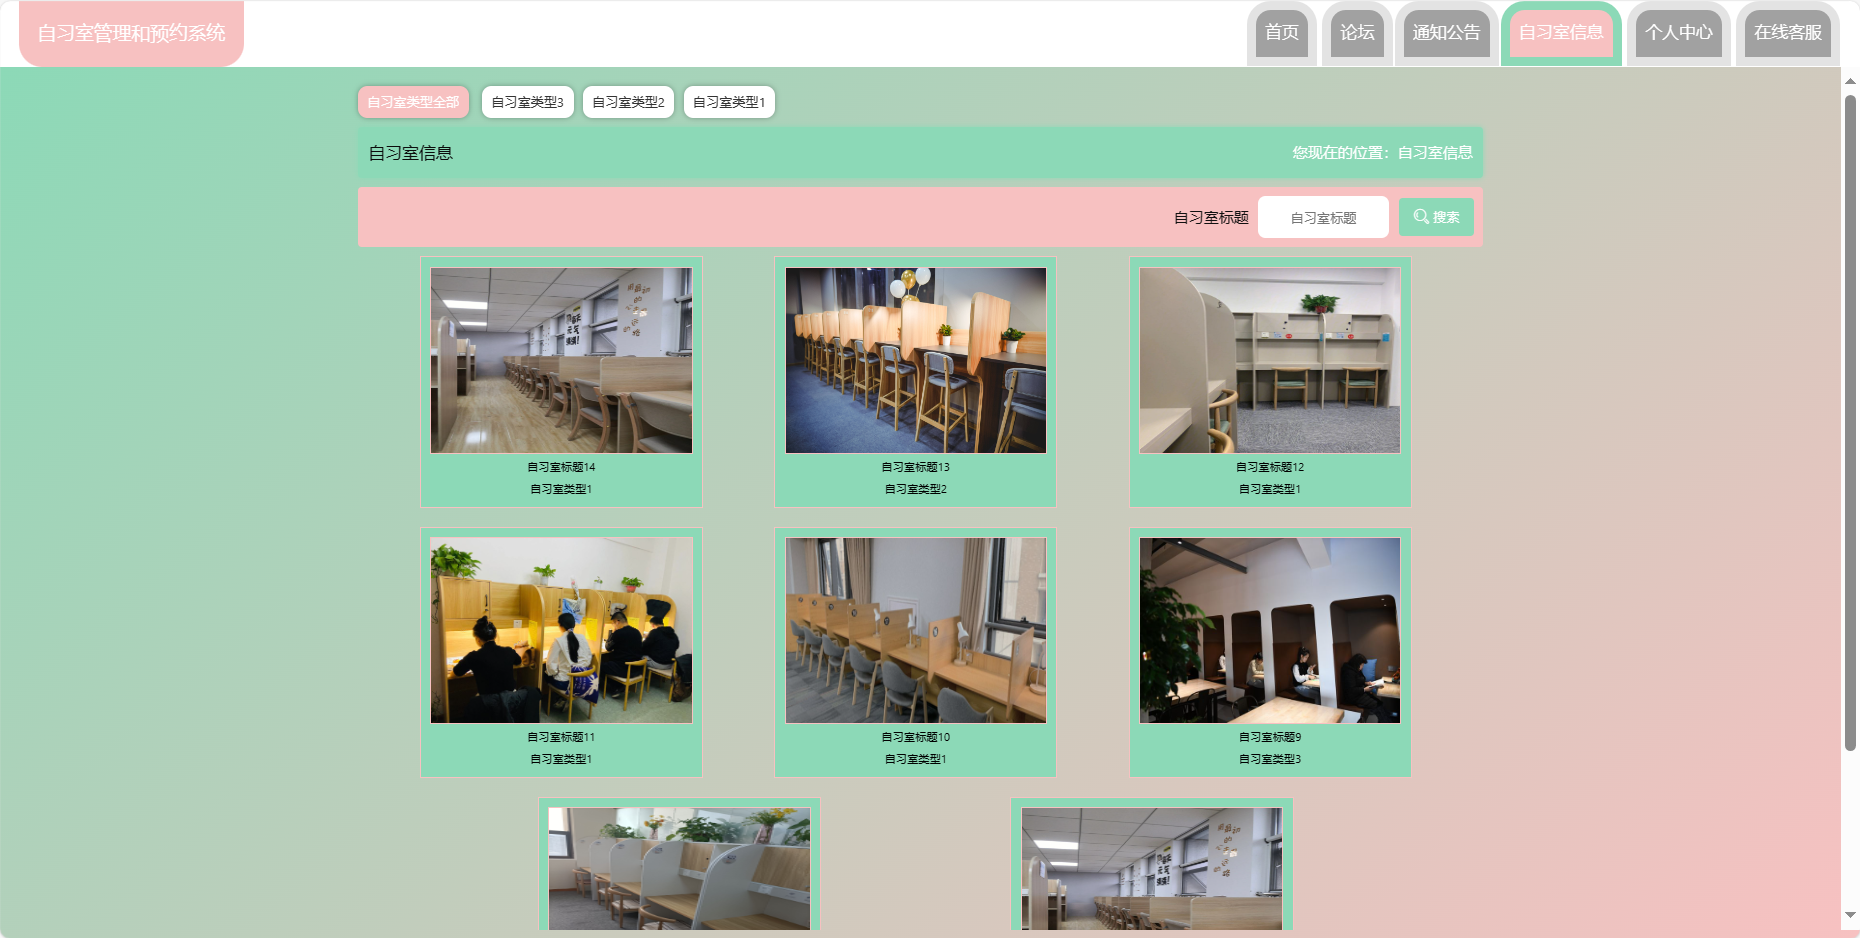 自习室管理和预约系统
首页
论坛
通知公告
自习室信息
个人中心
在线客服
自习室类型全部
自习室类型3
自习室类型2
自习室类型1
自习室信息
您现在的位置：自习室信息
自习室标题
自习室标题
搜索
自习室标题14
自习室类型1
自习室标题13
自习室类型2
自习室标题12
自习室类型1
自习室标题11
自习室类型1
自习室标题10
自习室类型1
自习室标题9
自习室类型3